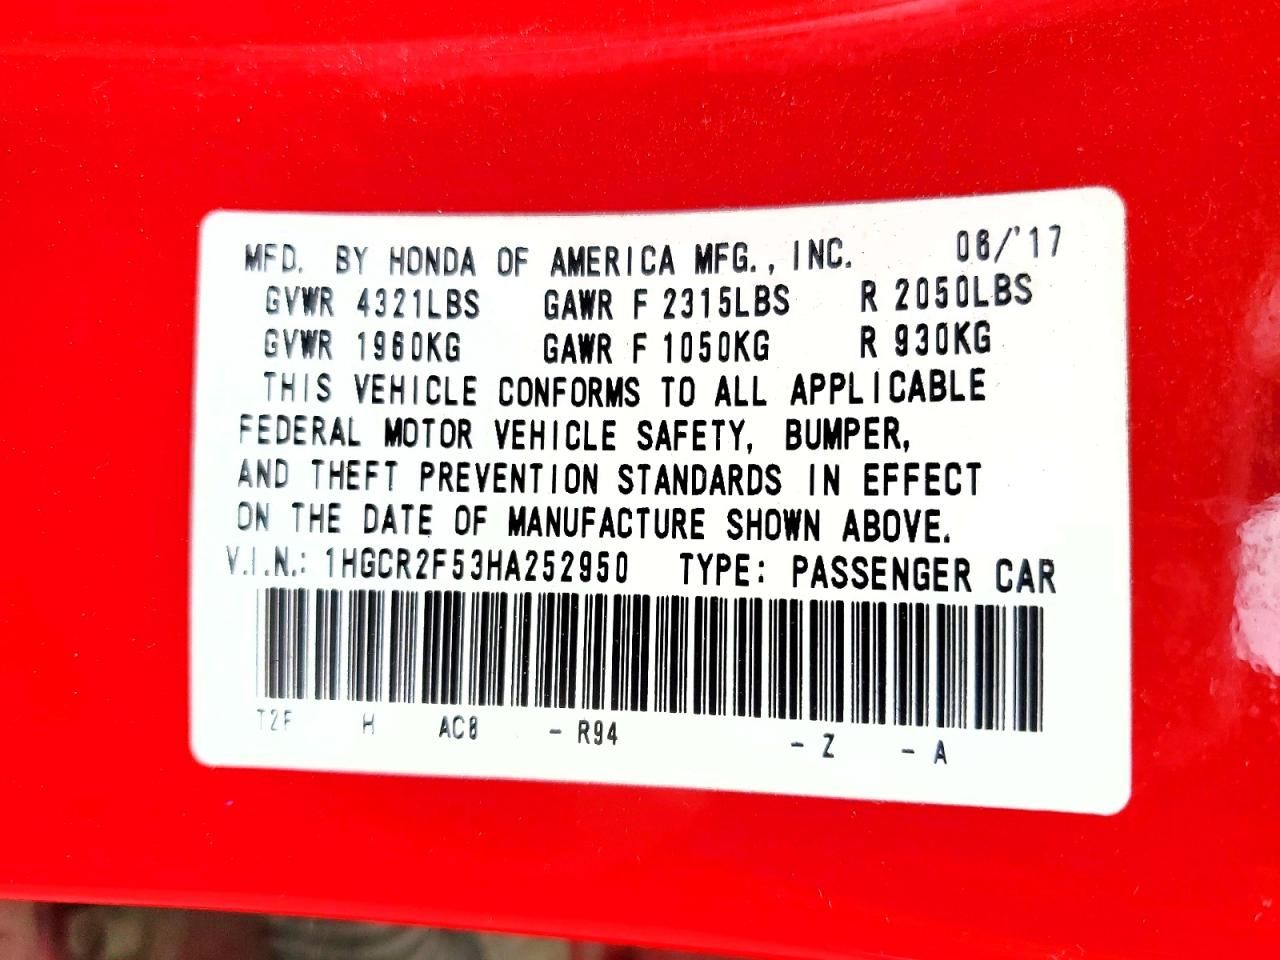 MFD. BY HONDA OF AMERICA MFG., INC. 06/'17
GVWR 4321LBS GAWR F 2315LBS R 2050LBS
GVWR 1960KG GAWR F 1050KG R 930KG
THIS VEHICLE CONFORMS TO ALL APPLICABLE
FEDERAL MOTOR VEHICLE SAFETY, BUMPER,
AND THEFT PREVENTION STANDARDS IN EFFECT
ON THE DATE OF MANUFACTURE SHOWN ABOVE.
V.I.N.: 1HGCR2F53HA252950 TYPE: PASSENGER CAR
T2F H AC8 - R94 - Z - A